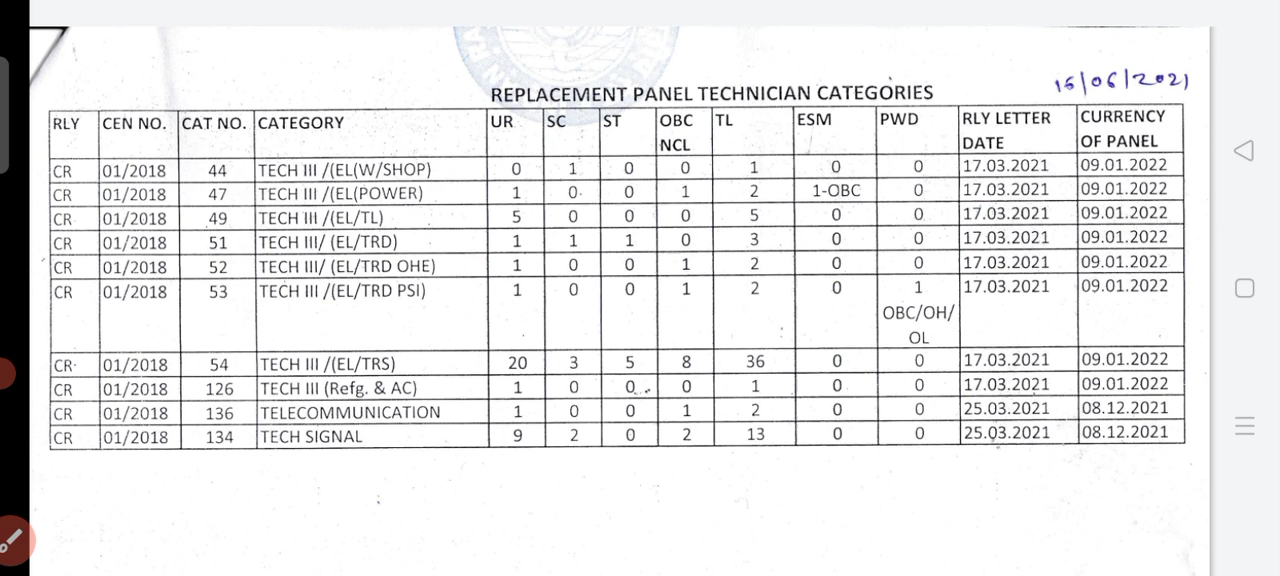 REPLACEMENT PANEL TECHNICIAN CATEGORIES
16/06/2021
RLY CEN NO. CAT NO. CATEGORY UR SC ST OBC NCL TL ESM PWD RLY LETTER DATE CURRENCY OF PANEL
CR 01/2018 44 TECH III /(EL(W/SHOP) 0 1 0 0 1 0 0 17.03.2021 09.01.2022
CR 01/2018 47 TECH III /(EL(POWER) 1 0 0 1 2 1-OBC 0 17.03.2021 09.01.2022
CR 01/2018 49 TECH III /(EL/TL) 5 0 0 0 5 0 0 17.03.2021 09.01.2022
CR 01/2018 51 TECH III/ (EL/TRD) 1 1 1 0 3 0 0 17.03.2021 09.01.2022
CR 01/2018 52 TECH III/ (EL/TRD OHE) 1 0 0 1 2 0 0 17.03.2021 09.01.2022
CR 01/2018 53 TECH III /(EL/TRD PSI) 1 0 0 1 2 0 1 OBC/OH/ OL 17.03.2021 09.01.2022
CR 01/2018 54 TECH III /(EL/TRS) 20 3 5 8 36 0 0 17.03.2021 09.01.2022
CR 01/2018 126 TECH III (Refg. & AC) 1 0 0 0 1 0 0 17.03.2021 09.01.2022
CR 01/2018 136 TELECOMMUNICATION 1 0 0 1 2 0 0 25.03.2021 08.12.2021
CR 01/2018 134 TECH SIGNAL 9 2 0 2 13 0 0 25.03.2021 08.12.2021